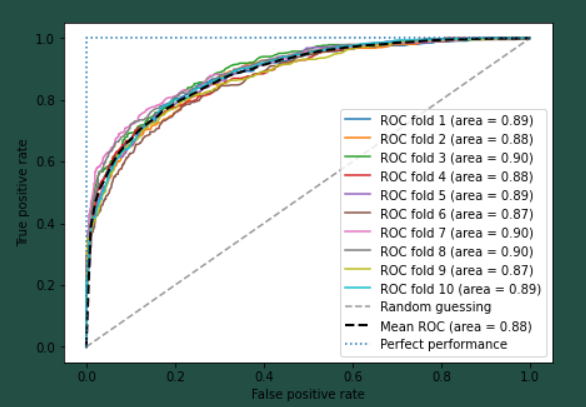 1.0
0.8
0.6
0.4
0.2
0.0
True positive rate
ROC fold 1 (area = 0.89)
ROC fold 2 (area = 0.88)
ROC fold 3 (area = 0.90)
ROC fold 4 (area = 0.88)
ROC fold 5 (area = 0.89)
ROC fold 6 (area = 0.87)
ROC fold 7 (area = 0.90)
ROC fold 8 (area = 0.90)
ROC fold 9 (area = 0.87)
ROC fold 10 (area = 0.89)
Random guessing
Mean ROC (area = 0.88)
Perfect performance
0.0 0.2 0.4 0.6 0.8 1.0
False positive rate